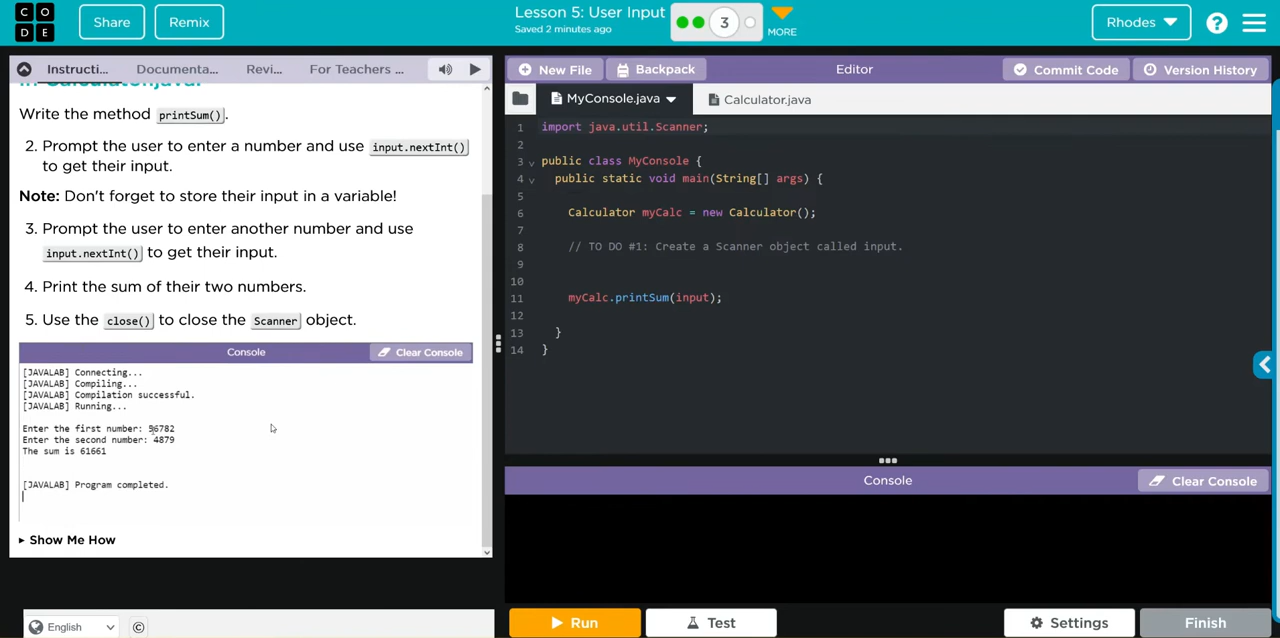 C O D E
Share
Remix
Lesson 5: User Input
Saved 2 minutes ago
3
MORE
Rhodes
?
Instructi...
Documenta...
Revi...
For Teachers ...
in Calculator.java:
Write the method printSum().
2. Prompt the user to enter a number and use input.nextInt()
to get their input.
Note: Don't forget to store their input in a variable!
3. Prompt the user to enter another number and use
input.nextInt() to get their input.
4. Print the sum of their two numbers.
5. Use the close() to close the Scanner object.
Console
Clear Console
[JAVALAB] Connecting...
[JAVALAB] Compiling...
[JAVALAB] Compilation successful.
[JAVALAB] Running...
Enter the first number: 56782
Enter the second number: 4879
The sum is 61661
[JAVALAB] Program completed.
Show Me How
English
©
New File
Backpack
Editor
Commit Code
Version History
MyConsole.java
Calculator.java
1 import java.util.Scanner;
2
3 public class MyConsole {
4 public static void main(String[] args) {
5
6 Calculator myCalc = new Calculator();
7
8 // TO DO #1: Create a Scanner object called input.
9
10
11 myCalc.printSum(input);
12
13 }
14 }
Console
Clear Console
Run
Test
Settings
Finish